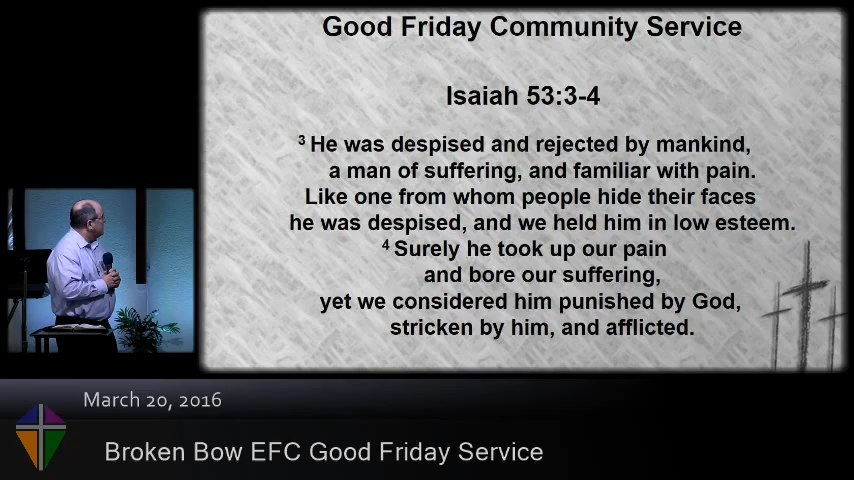 Good Friday Community Service
Isaiah 53:3-4
3 He was despised and rejected by mankind,
a man of suffering, and familiar with pain.
Like one from whom people hide their faces
he was despised, and we held him in low esteem.
4 Surely he took up our pain
and bore our suffering,
yet we considered him punished by God,
stricken by him, and afflicted.
March 20, 2016
Broken Bow EFC Good Friday Service